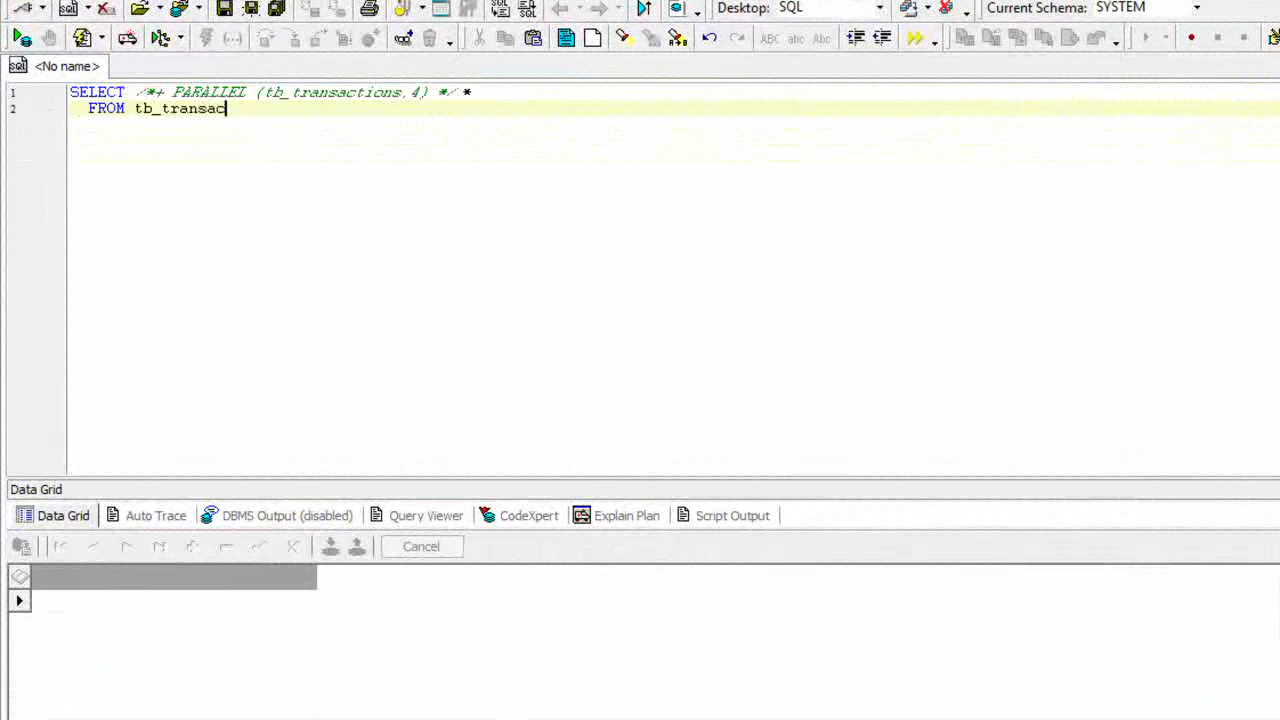 Desktop: SQL Current Schema: SYSTEM
<No name>
1 SELECT /*+ PARALLEL (tb_transactions,4) */ *
2 FROM tb_transac
Data Grid
Data Grid Auto Trace DBMS Output (disabled) Query Viewer CodeXpert Explain Plan Script Output
Cancel